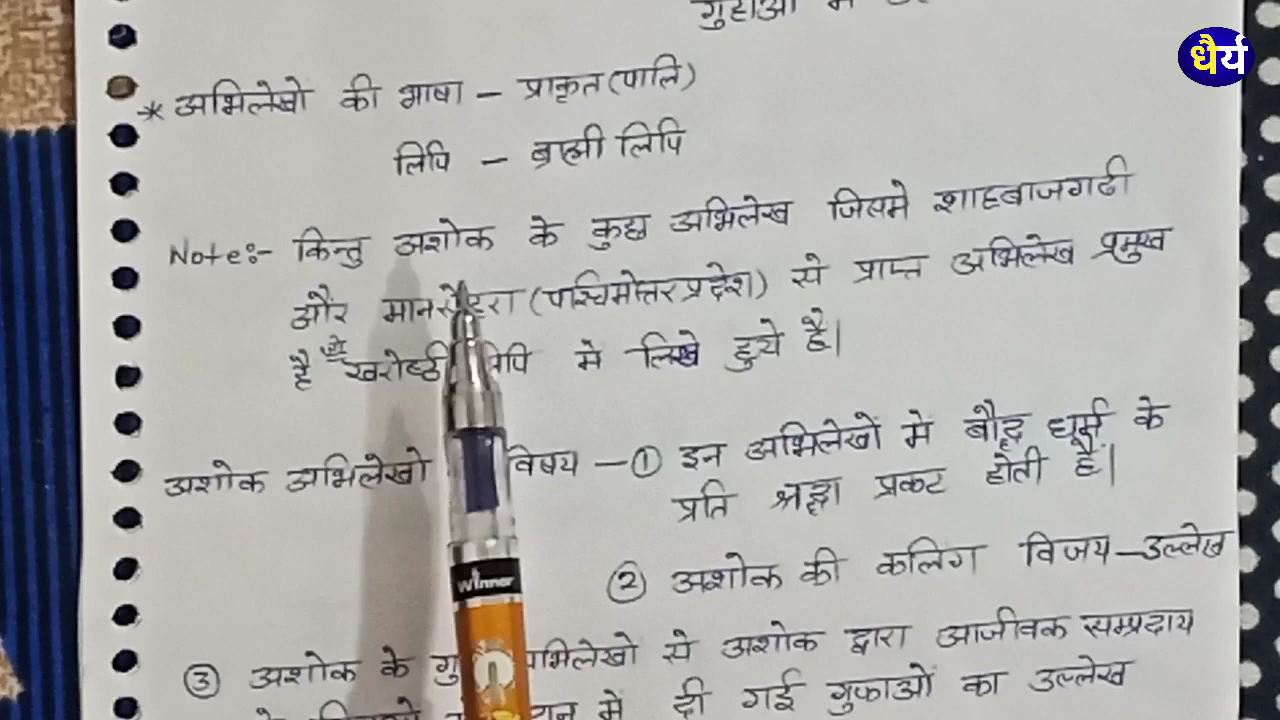 गुहाओ में
धैर्य
* अभिलेखो की भाषा – प्राकृत (पालि)
लिपि – ब्राह्मी लिपि
Note:- किन्तु अशोक के कुछ अभिलेख जिसमे शाहबाजगढी
और मानसेहरा (पश्चिमोत्तर प्रदेश) से प्राप्त अभिलेख प्रमुख
है खरोष्ठी लिपि मे लिखे हुये है।
अशोक अभिलेखो विषय – ① इन अभिलेखों मे बौद्ध धर्म के
प्रति श्रद्धा प्रकट होती है।
② अशोक की कलिंग विजय – उल्लेख
Winner
③ अशोक के अभिलेखो से अशोक द्वारा आजीवक सम्प्रदाय
मे दी गई गुफाओं का उल्लेख